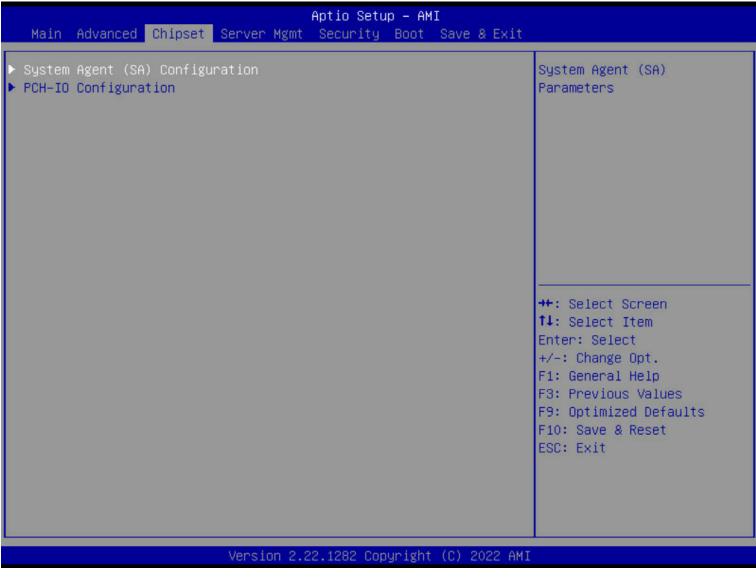 Aptio Setup – AMI
Main Advanced Chipset Server Mgmt Security Boot Save & Exit
▶ System Agent (SA) Configuration
▶ PCH-IO Configuration
System Agent (SA)
Parameters
→←: Select Screen
↑↓: Select Item
Enter: Select
+/-: Change Opt.
F1: General Help
F3: Previous Values
F9: Optimized Defaults
F10: Save & Reset
ESC: Exit
Version 2.22.1282 Copyright (C) 2022 AMI